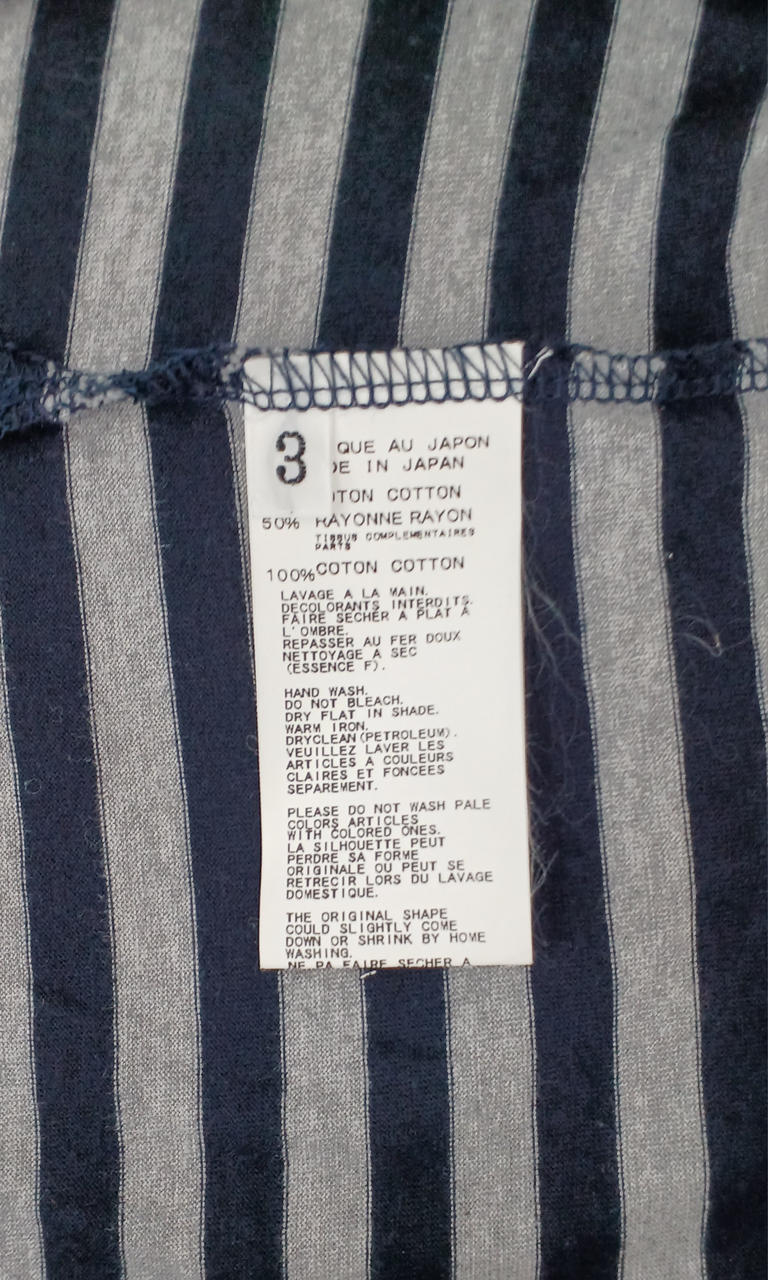 3
QUE AU JAPON
DE IN JAPAN
OTON COTTON
50% RAYONNE RAYON
TISSUS COMPLEMENTAIRES
PARTS
100% COTON COTTON
LAVAGE A LA MAIN.
DECOLORANTS INTERDITS.
FAIRE SECHER A PLAT A
L'OMBRE.
REPASSER AU FER DOUX
NETTOYAGE A SEC
(ESSENCE F).
HAND WASH.
DO NOT BLEACH.
DRY FLAT IN SHADE.
WARM IRON.
DRYCLEAN(PETROLEUM).
VEUILLEZ LAVER LES
ARTICLES A COULEURS
CLAIRES ET FONCEES
SEPAREMENT.
PLEASE DO NOT WASH PALE
COLORS ARTICLES
WITH COLORED ONES.
LA SILHOUETTE PEUT
PERDRE SA FORME
ORIGINALE OU PEUT SE
RETRECIR LORS DU LAVAGE
DOMESTIQUE.
THE ORIGINAL SHAPE
COULD SLIGHTLY COME
DOWN OR SHRINK BY HOME
WASHING.
NE PA FAIRE SECHER A